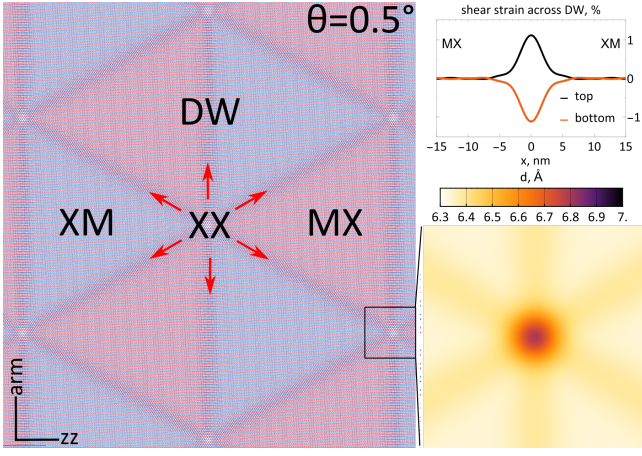 θ=0.5°
DW
XM
XX
MX
arm
zz
shear strain across DW, %
MX
XM
1
0
-1
top
bottom
-15 -10 -5 0 5 10 15
x, nm
d, Å
6.3 6.4 6.5 6.6 6.7 6.8 6.9 7.